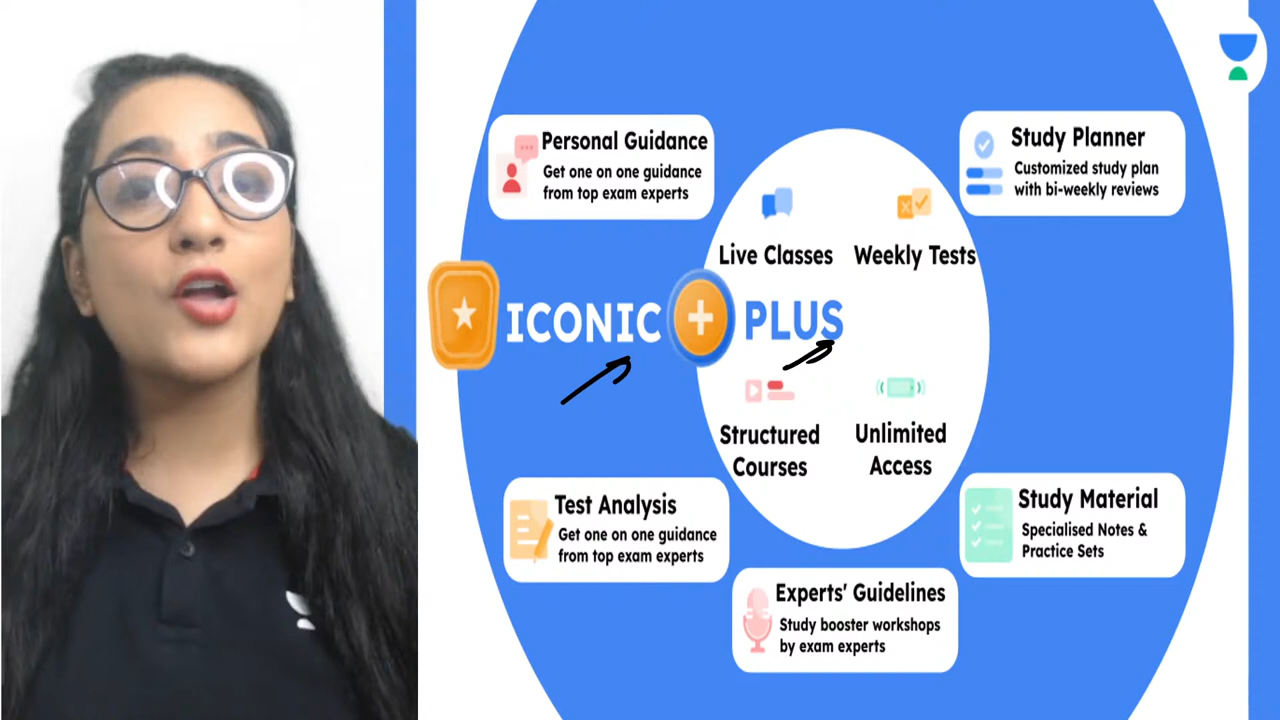 Personal Guidance
Get one on one guidance
from top exam experts
Study Planner
Customized study plan
with bi-weekly reviews
Live Classes
Weekly Tests
ICONIC
PLUS
Structured
Courses
Unlimited
Access
Test Analysis
Get one on one guidance
from top exam experts
Study Material
Specialised Notes &
Practice Sets
Experts' Guidelines
Study booster workshops
by exam experts